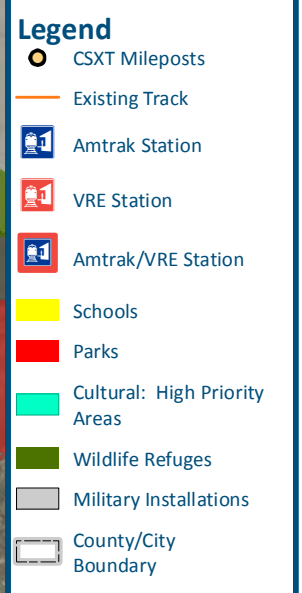 Legend
CSXT Mileposts
Existing Track
Amtrak Station
VRE Station
Amtrak/VRE Station
Schools
Parks
Cultural: High Priority
Areas
Wildlife Refuges
Military Installations
County/City
Boundary